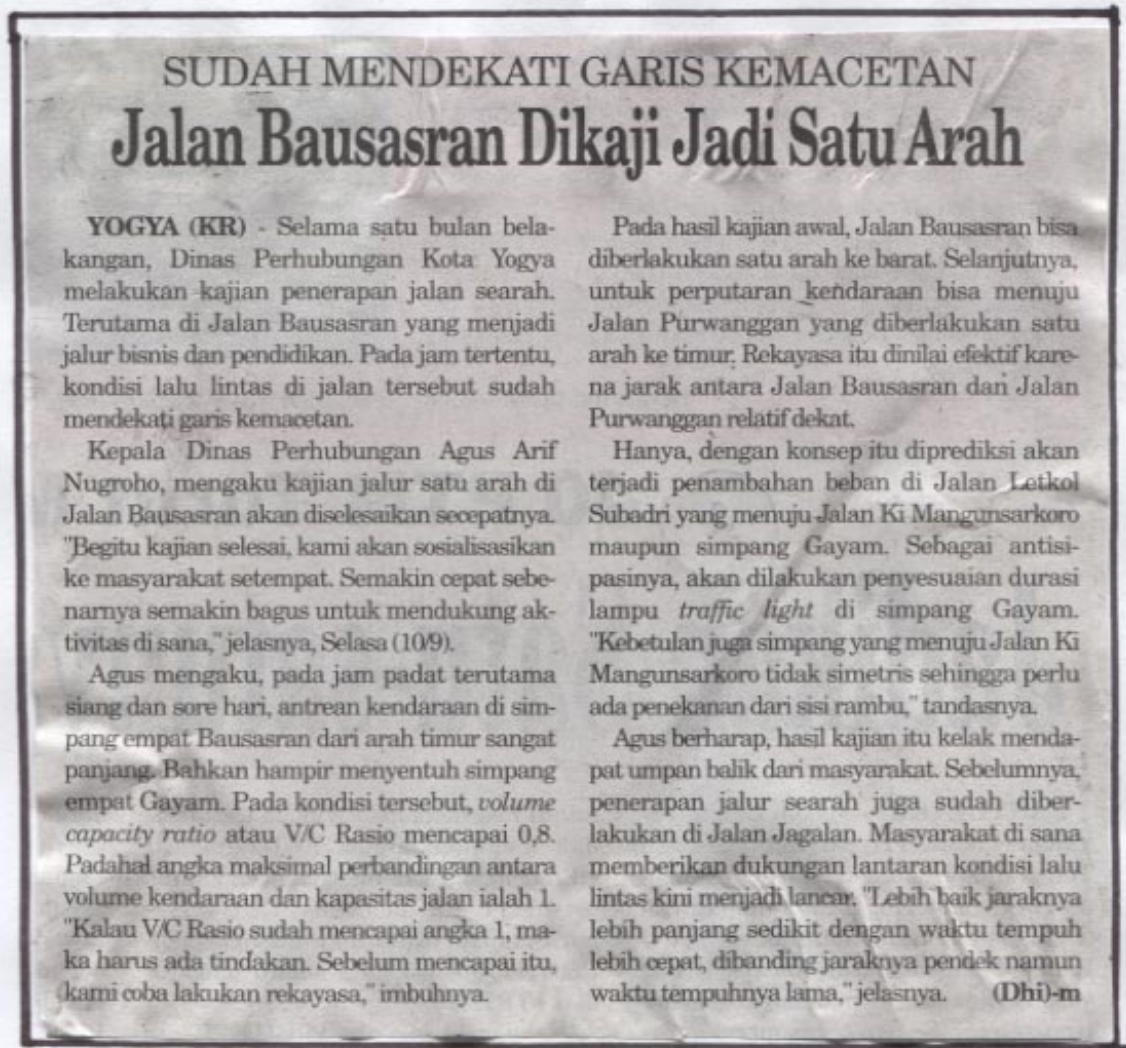 SUDAH MENDEKATI GARIS KEMACETAN
Jalan Bausasran Dikaji Jadi Satu Arah
YOGYA (KR) - Selama satu bulan bela-
kangan, Dinas Perhubungan Kota Yogya
melakukan kajian penerapan jalan searah.
Terutama di Jalan Bausasran yang menjadi
jalur bisnis dan pendidikan. Pada jam tertentu,
kondisi lalu lintas di jalan tersebut sudah
mendekati garis kemacetan.
Kepala Dinas Perhubungan Agus Arif
Nugroho, mengaku kajian jalur satu arah di
Jalan Bausasran akan diselesaikan secepatnya.
"Begitu kajian selesai, kami akan sosialisasikan
ke masyarakat setempat. Semakin cepat sebe-
narnya semakin bagus untuk mendukung ak-
tivitas di sana," jelasnya, Selasa (10/9).
Agus mengaku, pada jam padat terutama
siang dan sore hari, antrean kendaraan di sim-
pang empat Bausasran dari arah timur sangat
panjang. Bahkan hampir menyentuh simpang
empat Gayam. Pada kondisi tersebut, volume
capacity ratio atau V/C Rasio mencapai 0,8.
Padahal angka maksimal perbandingan antara
volume kendaraan dan kapasitas jalan ialah 1.
"Kalau V/C Rasio sudah mencapai angka 1, ma-
ka harus ada tindakan. Sebelum mencapai itu,
kami coba lakukan rekayasa," imbuhnya.
Pada hasil kajian awal, Jalan Bausasran bisa
diberlakukan satu arah ke barat. Selanjutnya,
untuk perputaran kendaraan bisa menuju
Jalan Purwanggan yang diberlakukan satu
arah ke timur. Rekayasa itu dinilai efektif kare-
na jarak antara Jalan Bausasran dan Jalan
Purwanggan relatif dekat.
Hanya, dengan konsep itu diprediksi akan
terjadi penambahan beban di Jalan Letkol
Subadri yang menuju Jalan Ki Mangunsarkoro
maupun simpang Gayam. Sebagai antisi-
pasinya, akan dilakukan penyesuaian durasi
lampu traffic light di simpang Gayam.
"Kebetulan juga simpang yang menuju Jalan Ki
Mangunsarkoro tidak simetris sehingga perlu
ada penekanan dari sisi rambu," tandasnya.
Agus berharap, hasil kajian itu kelak menda-
pat umpan balik dari masyarakat. Sebelumnya,
penerapan jalur searah juga sudah diber-
lakukan di Jalan Jagalan. Masyarakat di sana
memberikan dukungan lantaran kondisi lalu
lintas kini menjadi lancar. "Lebih baik jaraknya
lebih panjang sedikit dengan waktu tempuh
lebih cepat, dibanding jaraknya pendek namun
waktu tempuhnya lama," jelasnya. (Dhi)-m